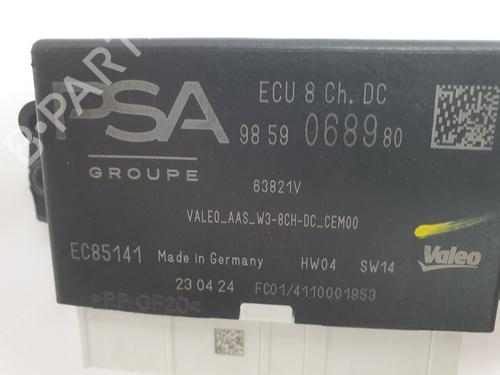 PSA
GROUPE
ECU 8 Ch. DC
98 59 0689 80
63821V
VALEO_AAS_W3-8CH-DC_CEM00
EC85141 Made in Germany HW04 SW14
Valeo
23 04 24 FC01/4110001953
>PP-GF20<